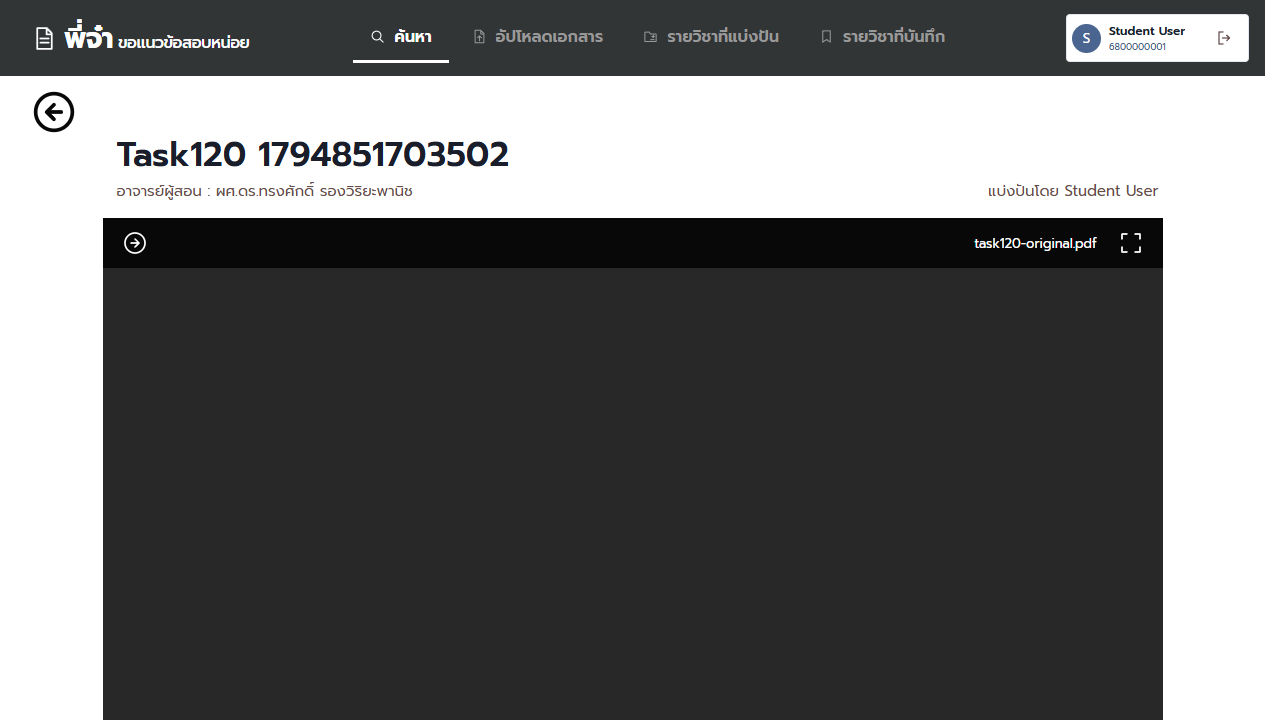 พี่จ๋า ขอแนวข้อสอบหน่อย
ค้นหา
อัปโหลดเอกสาร
รายวิชาที่แบ่งปัน
รายวิชาที่บันทึก
S
Student User
6800000001
Task120 1794851703502
อาจารย์ผู้สอน : ผศ.ดร.ทรงศักดิ์ รองวิริยะพานิช
แบ่งปันโดย Student User
task120-original.pdf